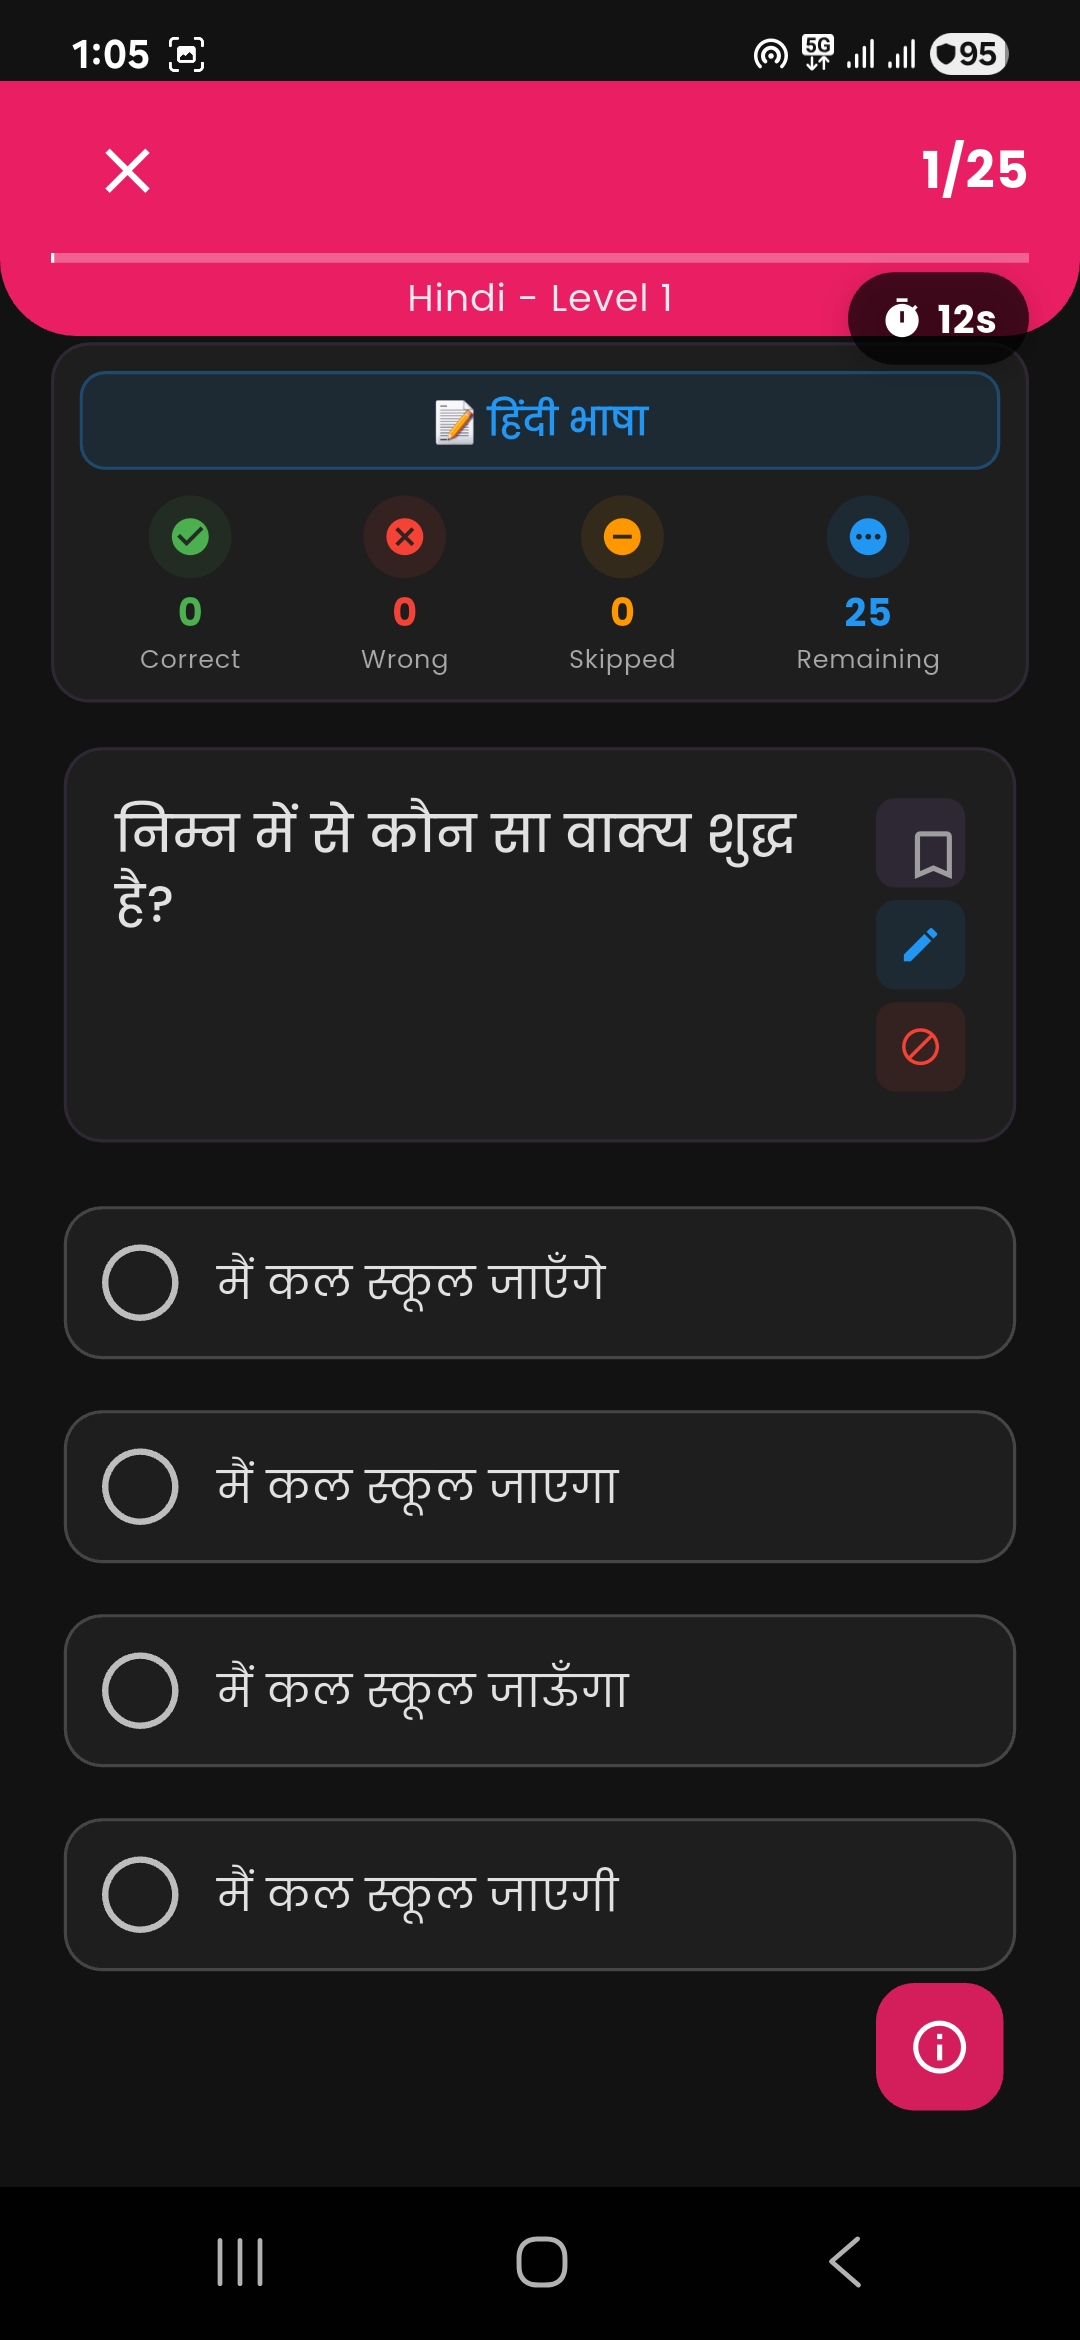 1:05
5G
95
1/25
Hindi - Level 1
12s
📝 हिंदी भाषा
0
0
0
25
Correct
Wrong
Skipped
Remaining
निम्न में से कौन सा वाक्य शुद्ध
है?
मैं कल स्कूल जाएँगे
मैं कल स्कूल जाएगा
मैं कल स्कूल जाऊँगा
मैं कल स्कूल जाएगी